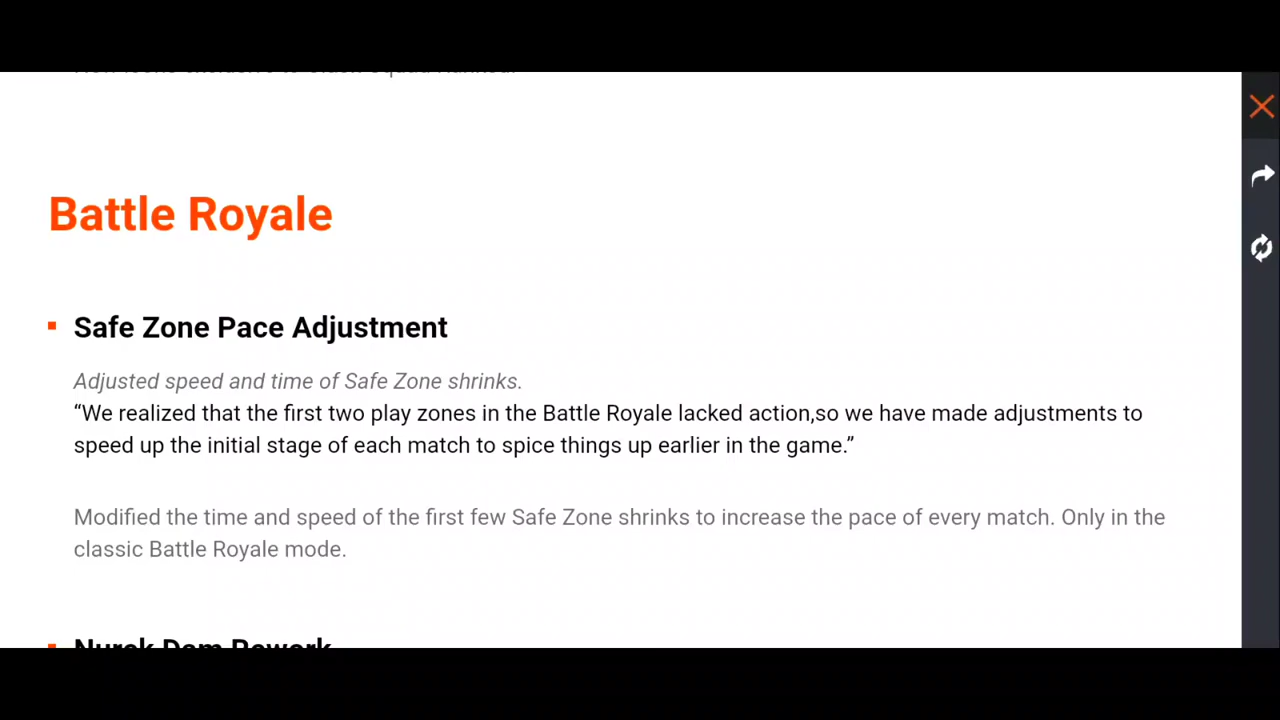 Battle Royale
Safe Zone Pace Adjustment
Adjusted speed and time of Safe Zone shrinks.
“We realized that the first two play zones in the Battle Royale lacked action,so we have made adjustments to
speed up the initial stage of each match to spice things up earlier in the game.”
Modified the time and speed of the first few Safe Zone shrinks to increase the pace of every match. Only in the
classic Battle Royale mode.
Nurek Dam Rework